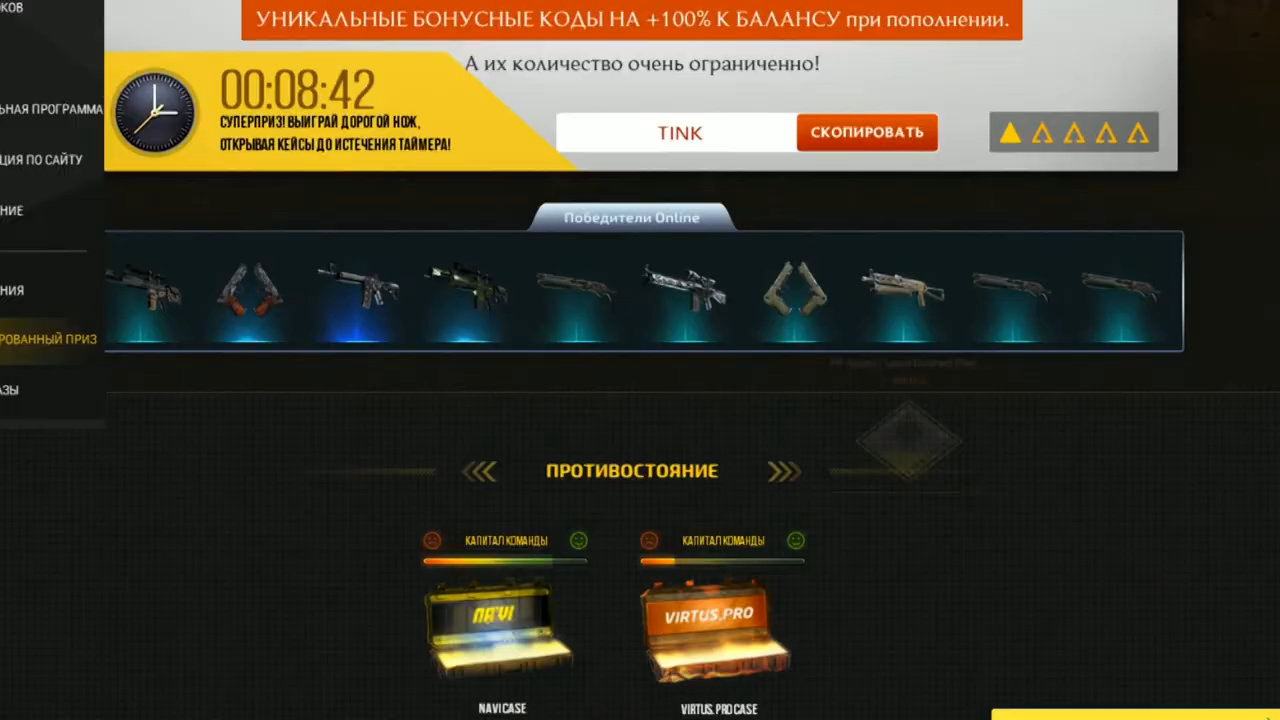 КОВ
УНИКАЛЬНЫЕ БОНУСНЫЕ КОДЫ НА +100% К БАЛАНСУ при пополнении.
А их количество очень ограниченно!
00:08:42
СУПЕРПРИЗ! ВЫИГРАЙ ДОРОГОЙ НОЖ,
ОТКРЫВАЯ КЕЙСЫ ДО ИСТЕЧЕНИЯ ТАЙМЕРА!
TINK
СКОПИРОВАТЬ
ЬНАЯ ПРОГРАММА
ЦИЯ ПО САЙТУ
НИЕ
НИЯ
РОВАННЫЙ ПРИЗ
АЗЫ
Победители Online
ПРОТИВОСТОЯНИЕ
КАПИТАЛ КОМАНДЫ
КАПИТАЛ КОМАНДЫ
NA'VI
VIRTUS.PRO
NAVI CASE
VIRTUS.PRO CASE